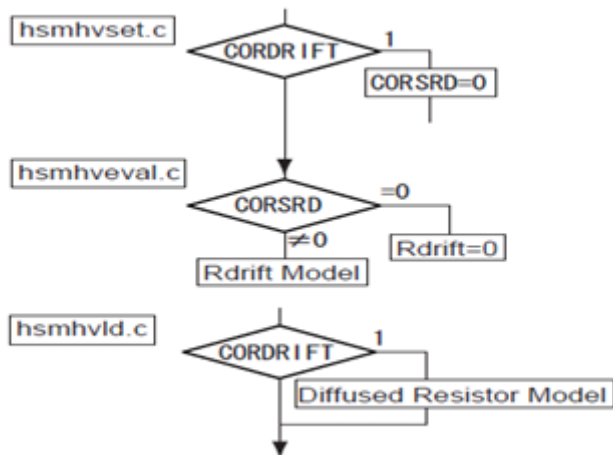 hsmhvset.c
CORDRIFT
1
CORSRD=0
hsmhveval.c
CORSRD
=0
≠0
Rdrift=0
Rdrift Model
hsmhvld.c
CORDRIFT
1
Diffused Resistor Model